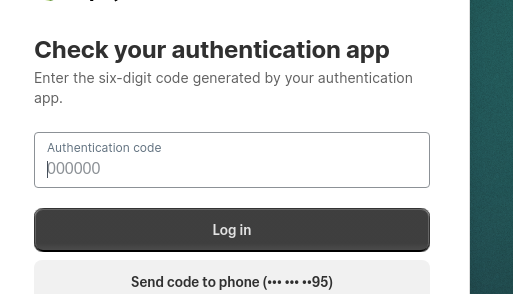 Check your authentication app
Enter the six-digit code generated by your authentication
app.
Authentication code
000000
Log in
Send code to phone (••• ••• ••95)